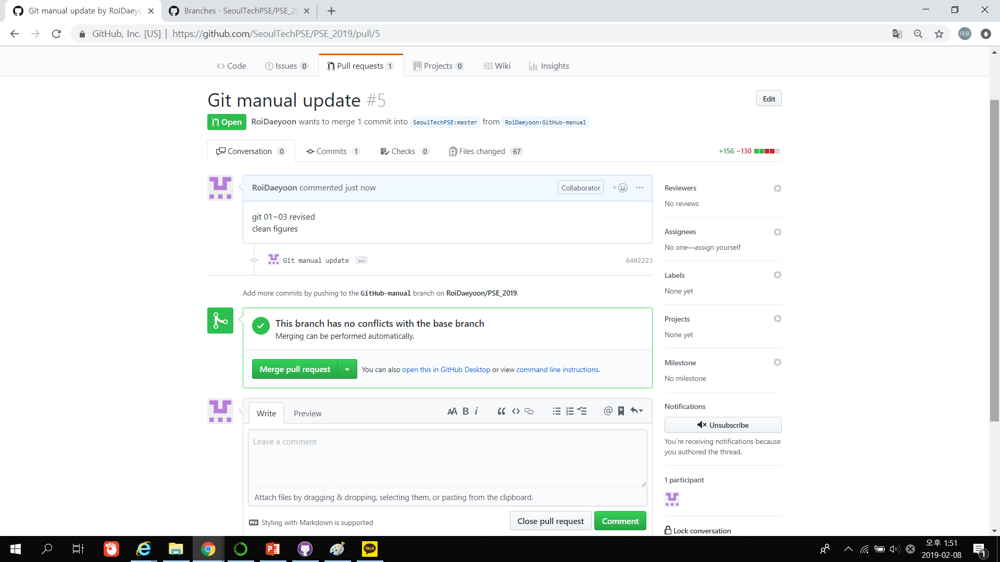 Git manual update by RoiDaeyo
Branches · SeoulTechPSE/PSE_20
GitHub, Inc. [US] | https://github.com/SeoulTechPSE/PSE_2019/pull/5
대윤
Code
Issues 0
Pull requests 1
Projects 0
Wiki
Insights
Git manual update #5
Edit
Open RoiDaeyoon wants to merge 1 commit into SeoulTechPSE:master from RoiDaeyoon:GitHub-manual
Conversation 0
Commits 1
Checks 0
Files changed 67
+156 −130
RoiDaeyoon commented just now
Collaborator
git 01~03 revised
clean figures
Git manual update ...
6402223
Add more commits by pushing to the GitHub-manual branch on RoiDaeyoon/PSE_2019.
This branch has no conflicts with the base branch
Merging can be performed automatically.
Merge pull request
You can also open this in GitHub Desktop or view command line instructions.
Write
Preview
AA B i
Leave a comment
Attach files by dragging & dropping, selecting them, or pasting from the clipboard.
Styling with Markdown is supported
Close pull request
Comment
Reviewers
No reviews
Assignees
No one—assign yourself
Labels
None yet
Projects
None yet
Milestone
No milestone
Notifications
Unsubscribe
You're receiving notifications because
you authored the thread.
1 participant
Lock conversation
TALK
오후 1:51
2019-02-08
1